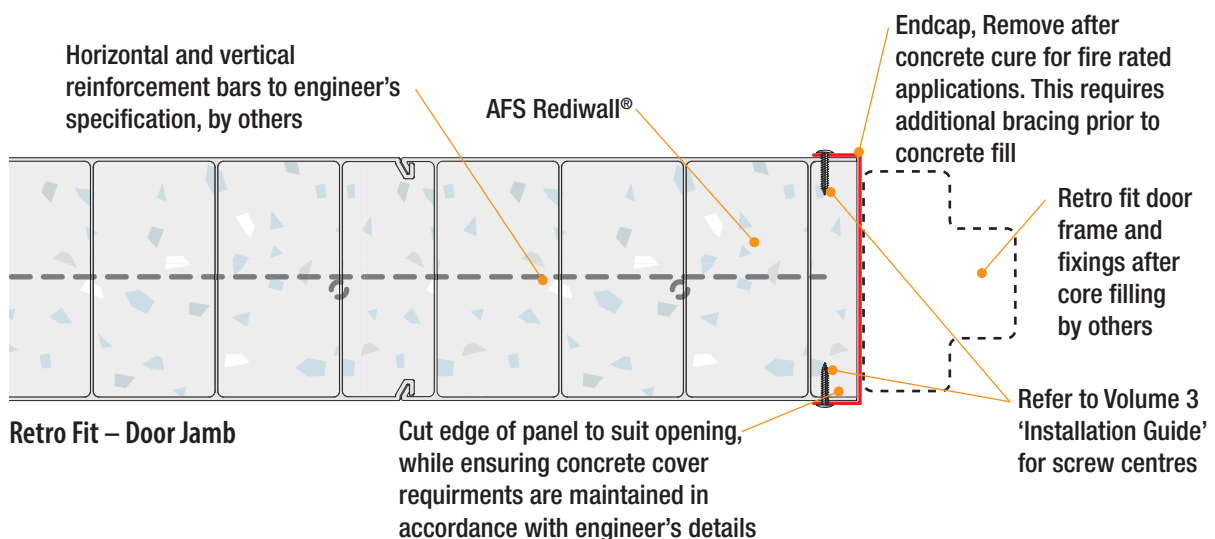 Horizontal and vertical
reinforcement bars to engineer's
specification, by others
AFS Rediwall®
Endcap, Remove after
concrete cure for fire rated
applications. This requires
additional bracing prior to
concrete fill
Retro fit door
frame and
fixings after
core filling
by others
Refer to Volume 3
'Installation Guide'
for screw centres
Retro Fit – Door Jamb
Cut edge of panel to suit opening,
while ensuring concrete cover
requirments are maintained in
accordance with engineer's details